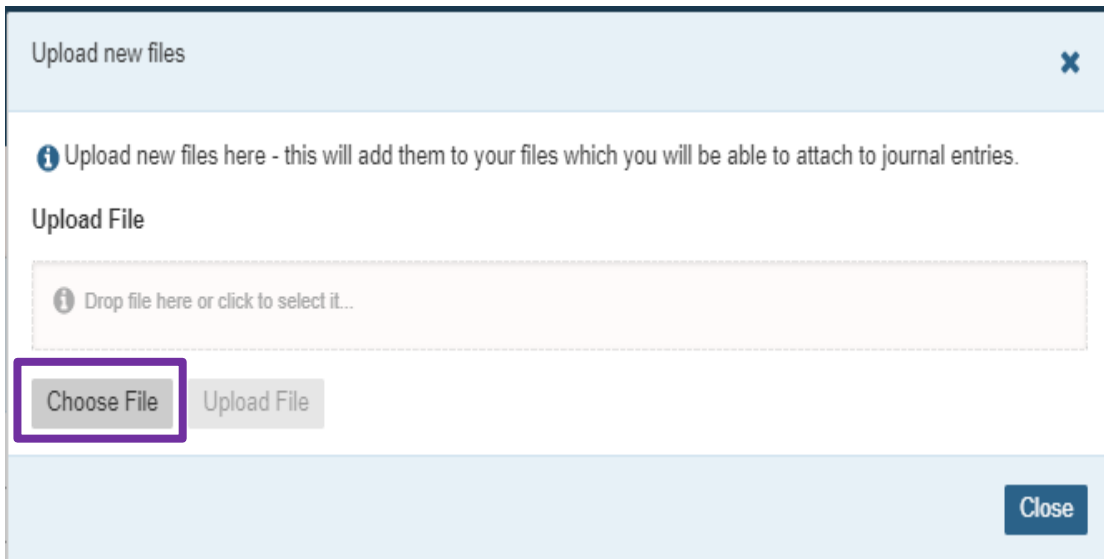 Upload new files
Upload new files here - this will add them to your files which you will be able to attach to journal entries.
Upload File
Drop file here or click to select it...
Choose File Upload File
Close